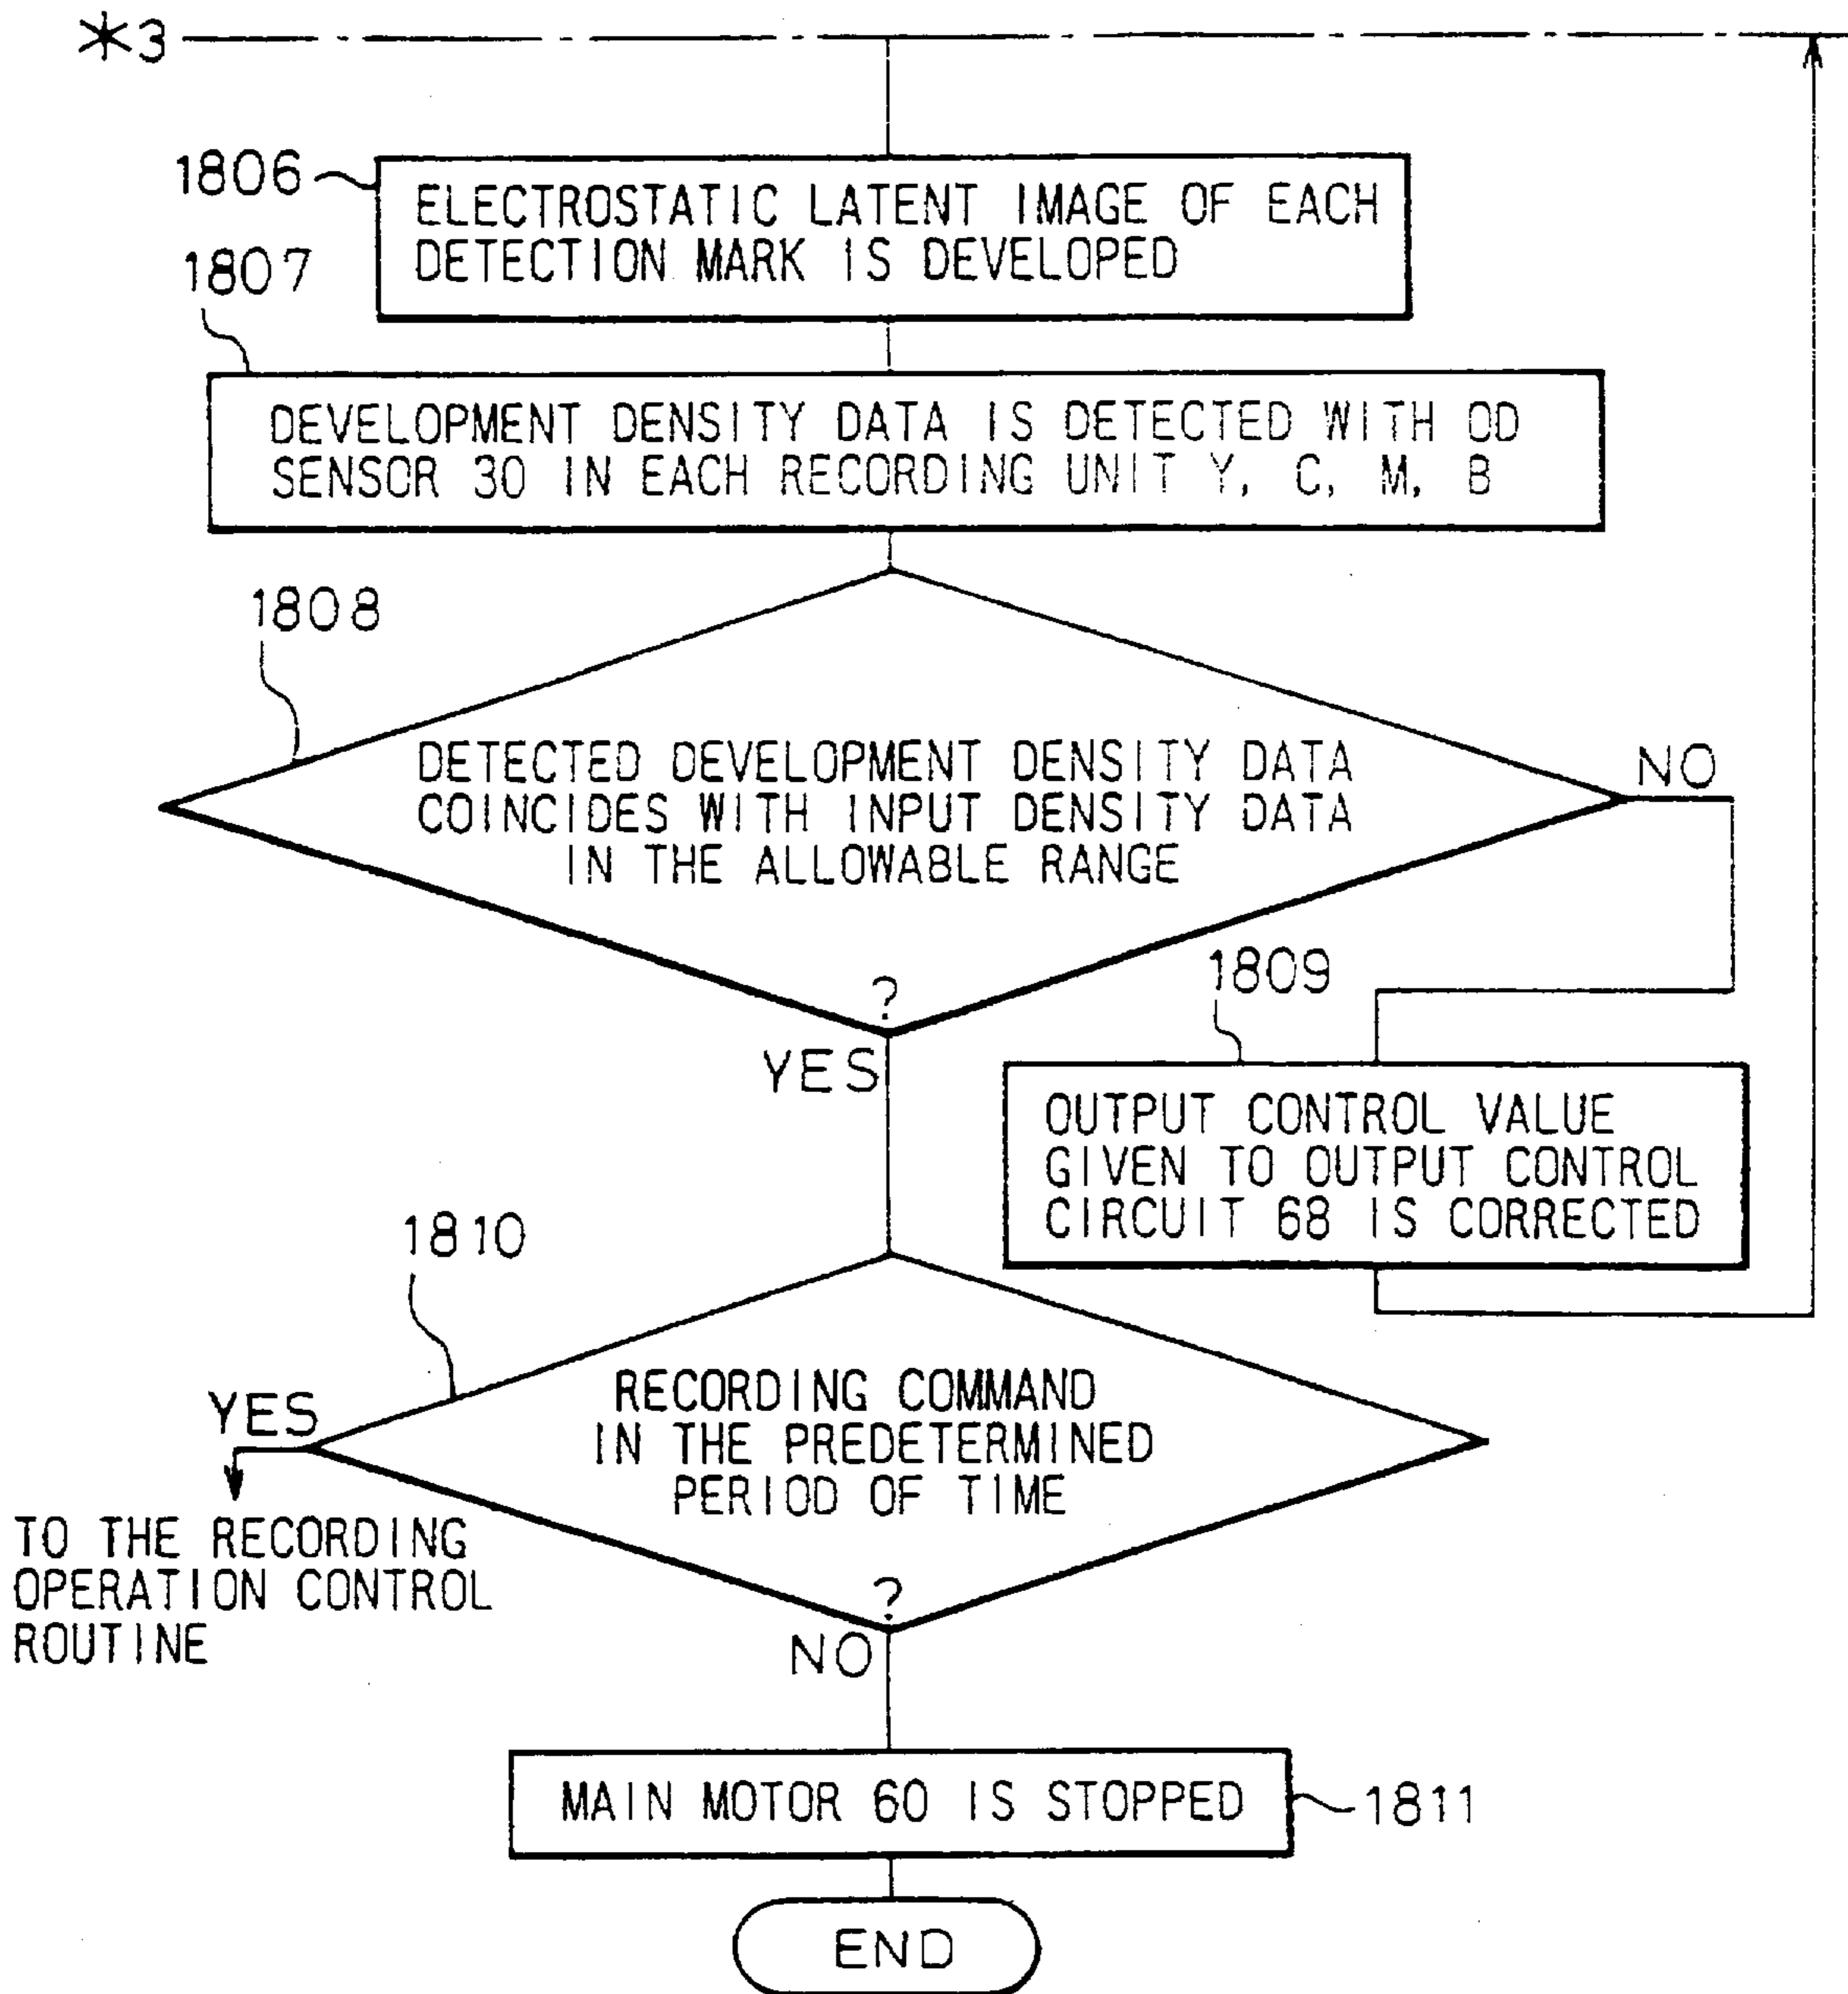 *3
1806
ELECTROSTATIC LATENT IMAGE OF EACH
DETECTION MARK IS DEVELOPED
1807
DEVELOPMENT DENSITY DATA IS DETECTED WITH OD
SENSOR 30 IN EACH RECORDING UNIT Y, C, M, B
1808
DETECTED DEVELOPMENT DENSITY DATA
COINCIDES WITH INPUT DENSITY DATA
IN THE ALLOWABLE RANGE
?
NO
YES
1809
OUTPUT CONTROL VALUE
GIVEN TO OUTPUT CONTROL
CIRCUIT 68 IS CORRECTED
1810
RECORDING COMMAND
IN THE PREDETERMINED
PERIOD OF TIME
?
YES
TO THE RECORDING
OPERATION CONTROL
ROUTINE
NO
MAIN MOTOR 60 IS STOPPED
1811
END